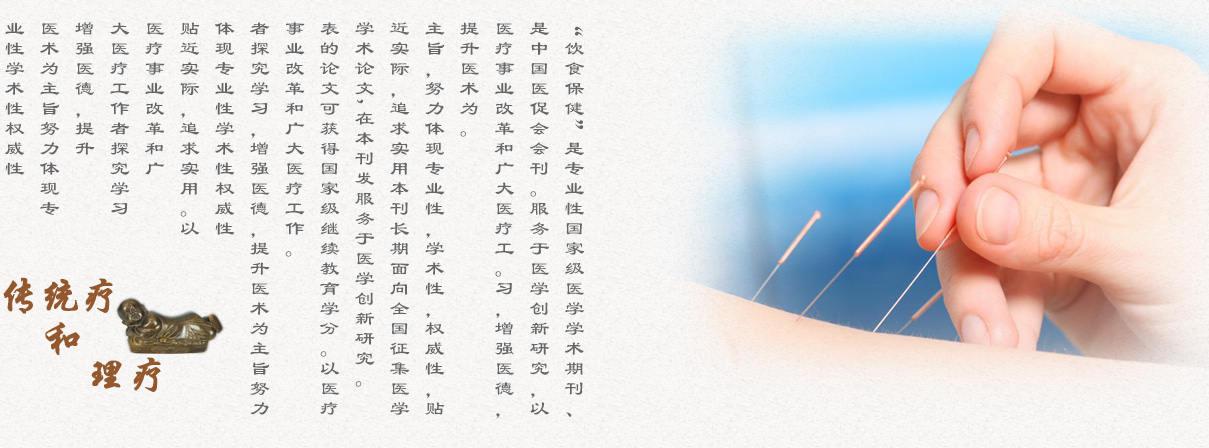 “饮食保健”是专业性国家级医学学术期刊、
是中国医促会会刊。服务于医学创新研究,以
医疗事业改革和广大医疗工。习,增强医德,
提升医术为。
主旨,努力体现专业性,学术性,权威性,贴
近实际,追求实用本刊长期面向全国征集医学
学术论文,在本刊发服务于医学创新研究。
表的论文可获得国家级继续教育学分。以医疗
事业改革和广大医疗工作。
者探究学习,增强医德,提升医术为主旨努力
体现专业性学术性权威性
贴近实际,追求实用。以
医疗事业改革和广
大医疗工作者探究学习
增强医德,提升
医术为主旨努力体现专
业性学术性权威性
传统疗
和
理疗